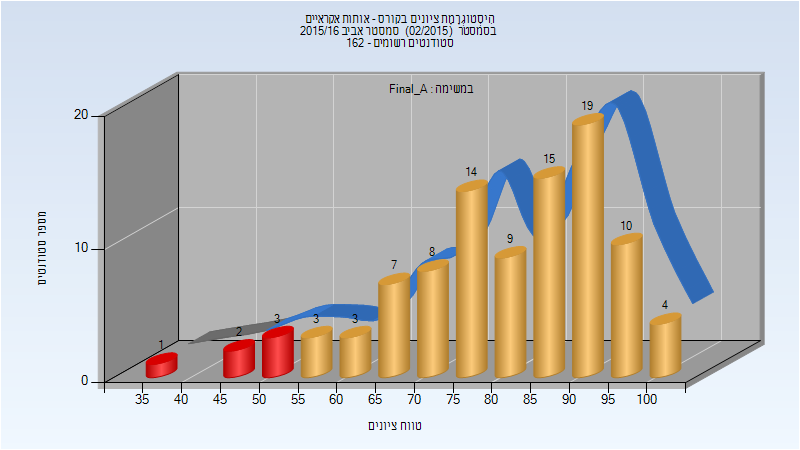 היסטוגרמת ציונים בקורס - אותות אקראיים
בסמסטר (02/2015) סמסטר אביב 2015/16
סטודנטים רשומים - 162
במשימה : Final_A
מספר סטודנטים
20
10
0
1
2
3
3
3
7
8
14
9
15
19
10
4
35 40 45 50 55 60 65 70 75 80 85 90 95 100
טווח ציונים